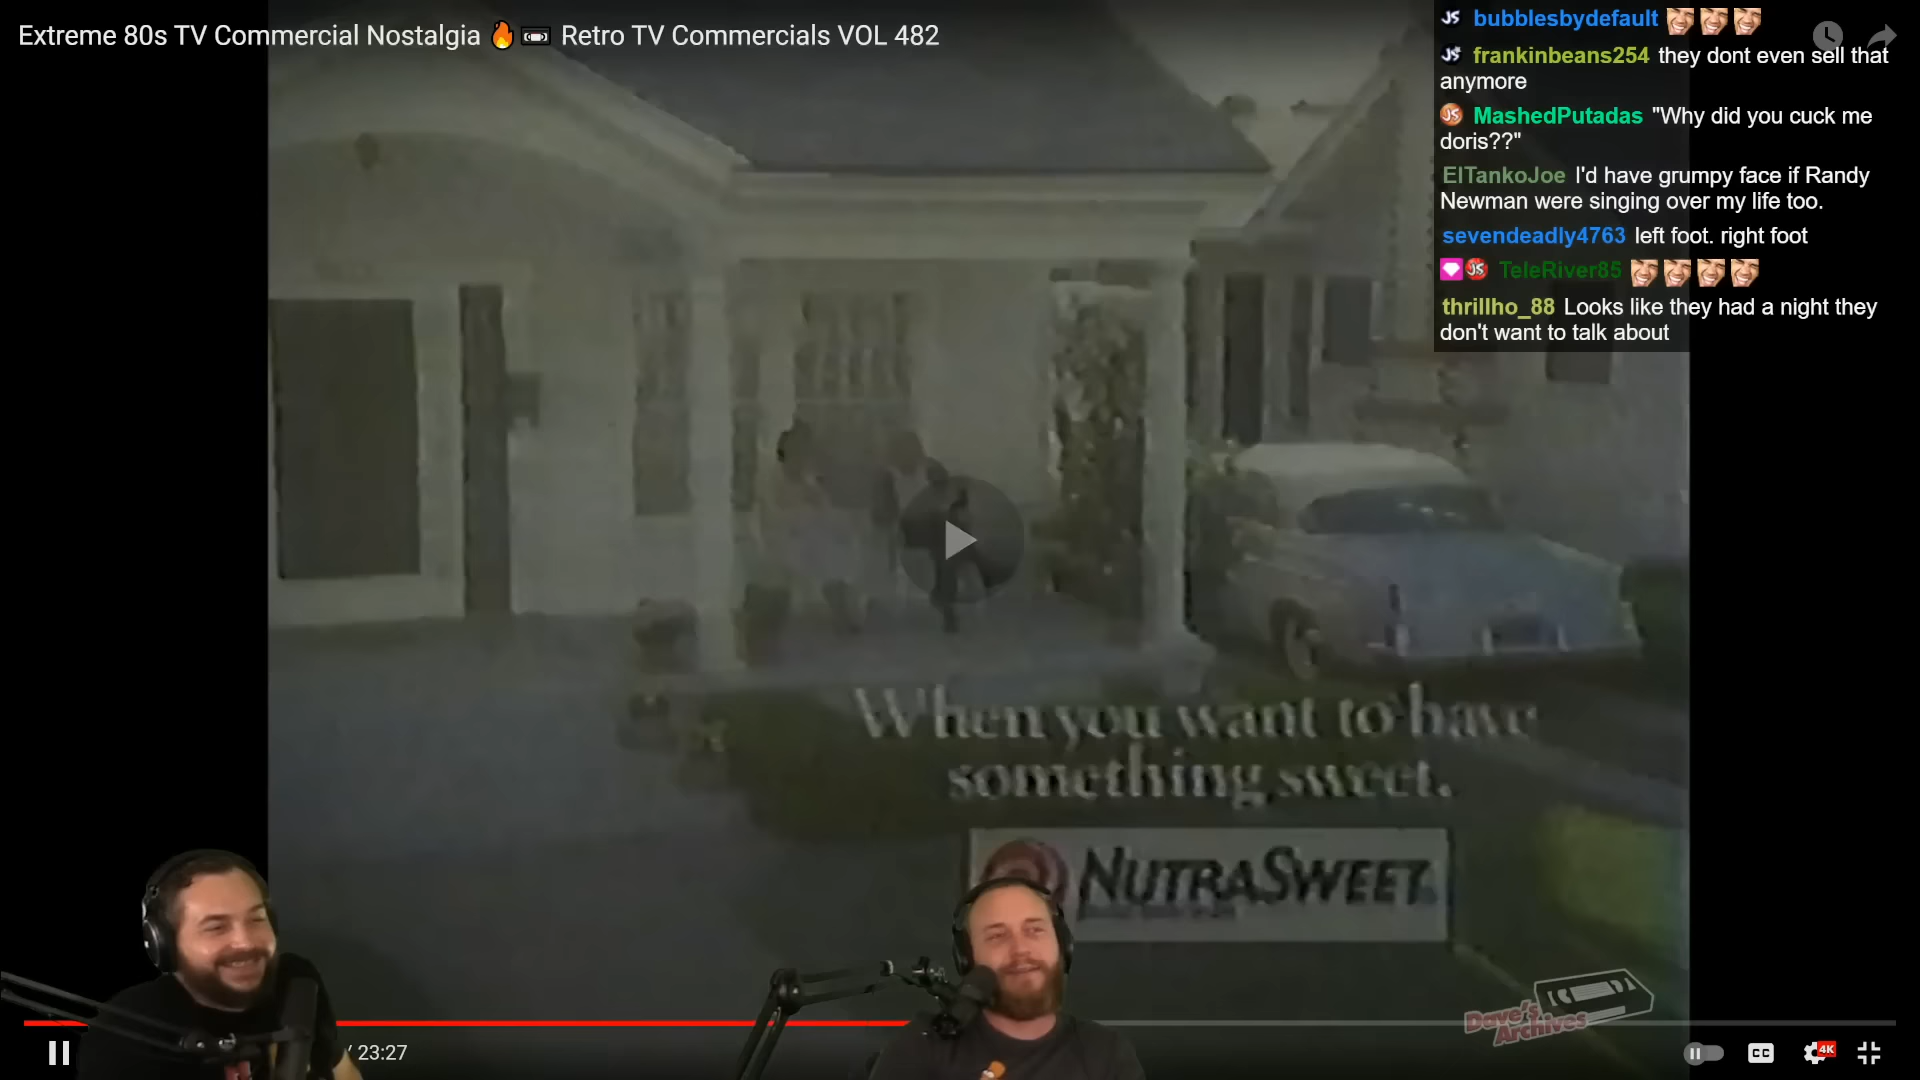 Extreme 80s TV Commercial Nostalgia 🔥📼 Retro TV Commercials VOL 482
bubblesbydefault
frankinbeans254 they dont even sell that
anymore
MashedPutadas "Why did you cuck me
doris??"
ElTankoJoe I'd have grumpy face if Randy
Newman were singing over my life too.
sevendeadly4763 left foot. right foot
TeleRiver85
thrillho_88 Looks like they had a night they
don't want to talk about
When you want to have
something sweet.
NUTRASWEET
Dave's
Archives
/ 23:27
CC
4K